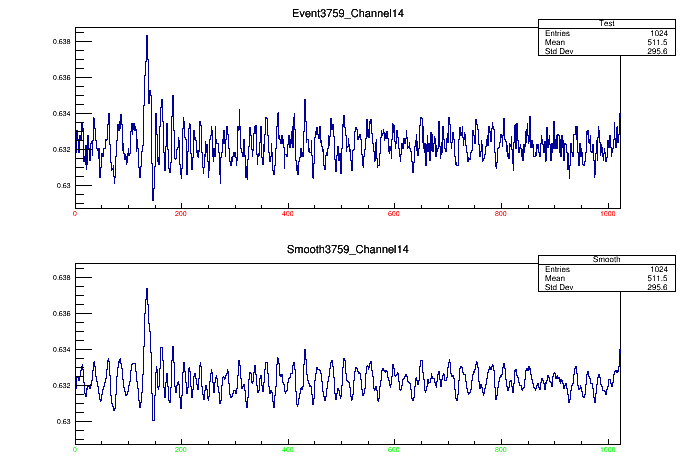 Event3759_Channel14
Test
Entries 1024
Mean 511.5
Std Dev 295.6
0.638
0.636
0.634
0.632
0.63
0 200 400 600 800 1000
Smooth3759_Channel14
Smooth
Entries 1024
Mean 511.5
Std Dev 295.6
0.638
0.636
0.634
0.632
0.63
0 200 400 600 800 1000